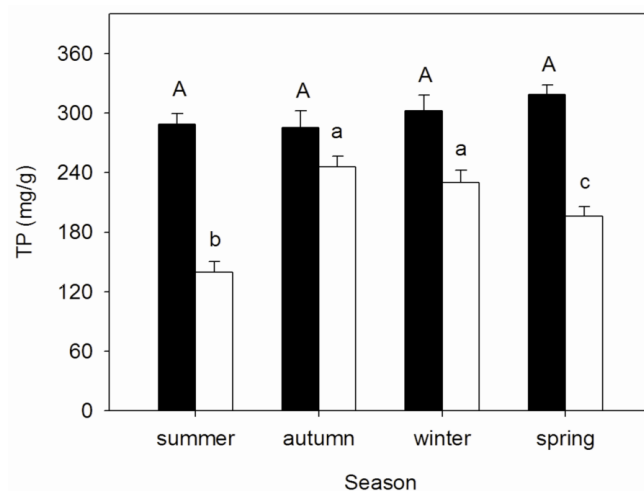 TP (mg/g)
360
300
240
180
120
60
0
A
b
A
a
A
a
A
c
summer autumn winter spring
Season